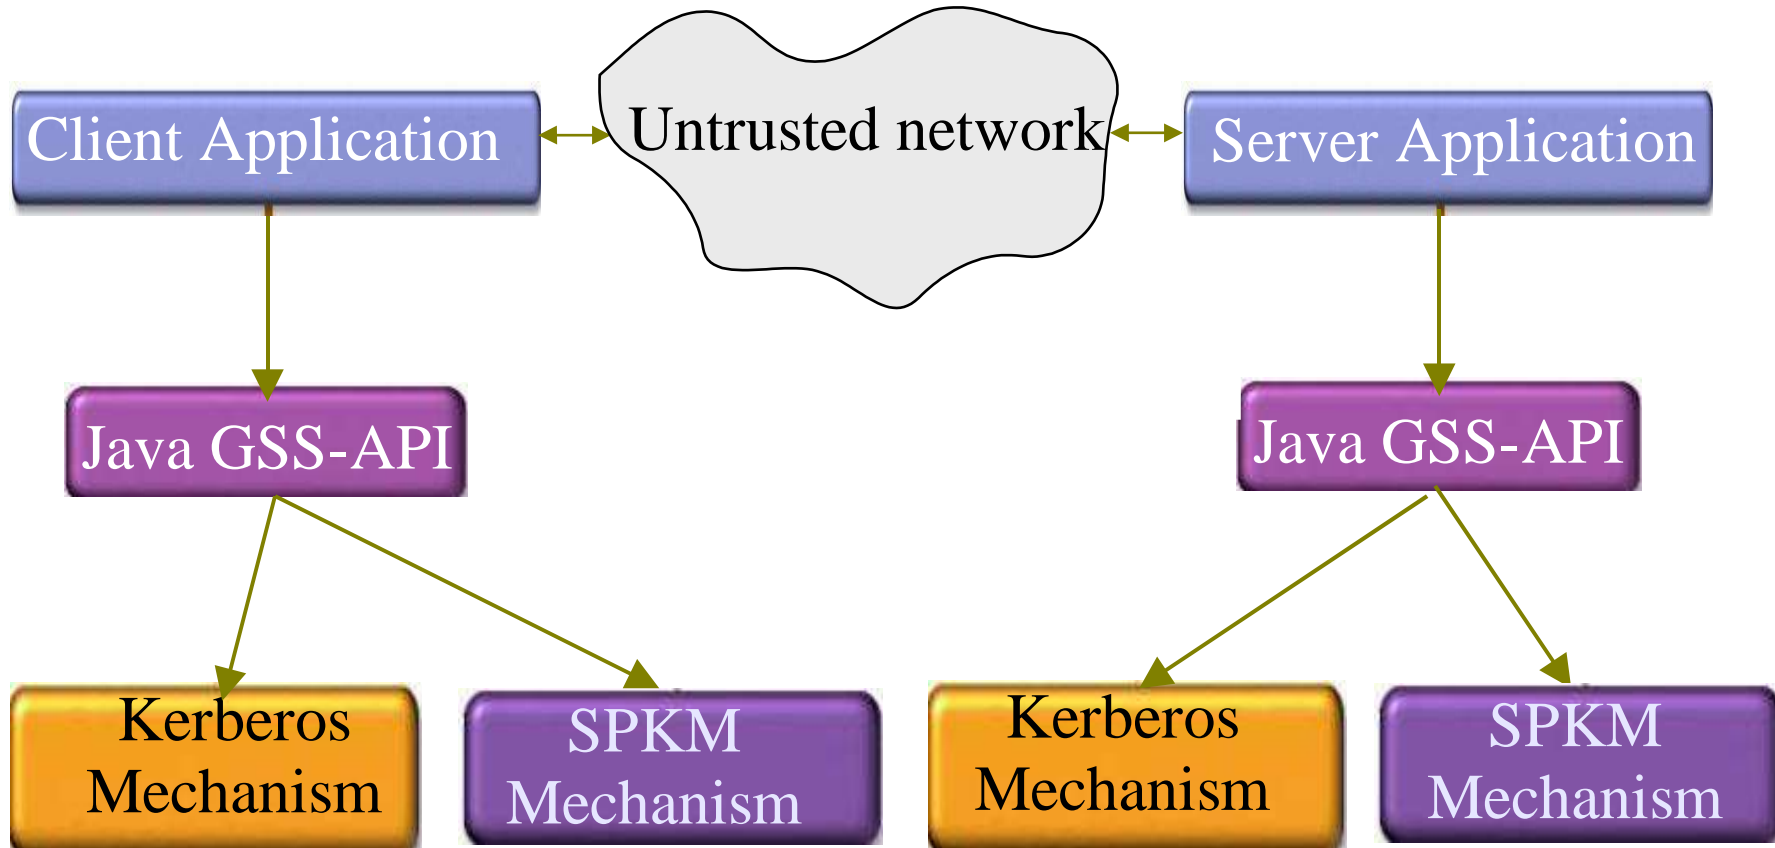 Client Application
Untrusted network
Server Application
Java GSS-API
Java GSS-API
Kerberos
Mechanism
SPKM
Mechanism
Kerberos
Mechanism
SPKM
Mechanism